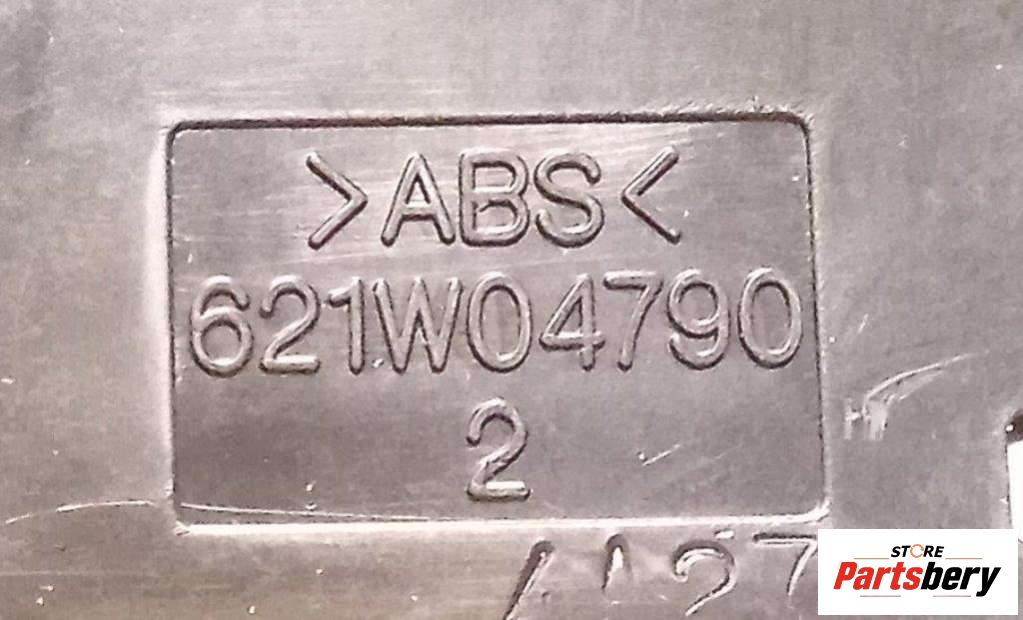 >ABS<
621W04790
2
STORE
Partsbery